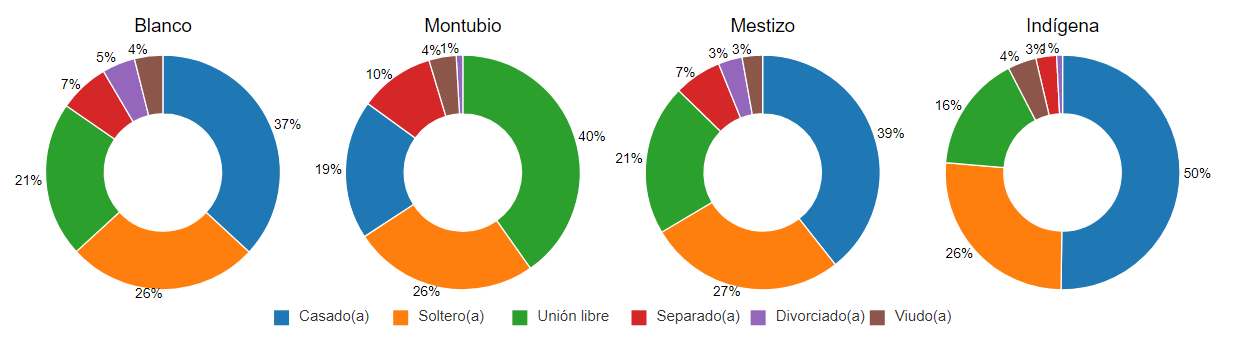 Blanco
37%
26%
21%
7%
5%
4%
Montubio
40%
26%
19%
10%
4%
1%
Mestizo
39%
27%
21%
7%
3%
3%
Indígena
50%
26%
16%
4%
3%
1%
Casado(a)
Soltero(a)
Unión libre
Separado(a)
Divorciado(a)
Viudo(a)